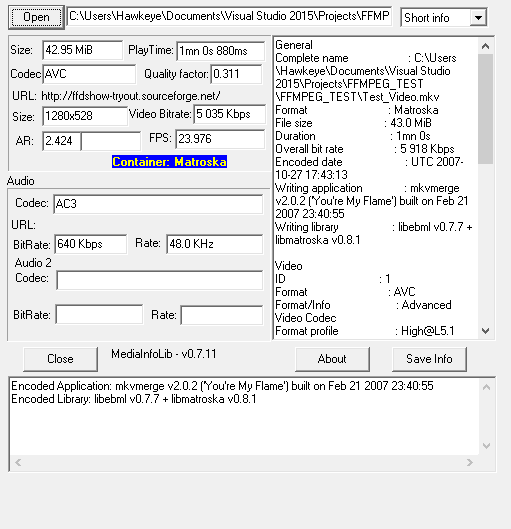 Open C:\Users\Hawkeye\Documents\Visual Studio 2015\Projects\FFMP Short info
Size: 42.95 MiB PlayTime: 1mn 0s 880ms
Codec AVC Quality factor: 0.311
URL: http://ffdshow-tryout.sourceforge.net/
Size: 1280x528 Video Bitrate: 5 035 Kbps
AR: 2.424 FPS: 23.976
Container: Matroska
Audio
Codec: AC3
URL:
BitRate: 640 Kbps Rate: 48.0 KHz
Audio 2
Codec:
BitRate: Rate:
General
Complete name : C:\Users
\Hawkeye\Documents\Visual Studio
2015\Projects\FFMPEG_TEST
\FFMPEG_TEST\Test_Video.mkv
Format : Matroska
File size : 43.0 MiB
Duration : 1mn 0s
Overall bit rate : 5 918 Kbps
Encoded date : UTC 2007-
10-27 17:43:13
Writing application : mkvmerge
v2.0.2 ('You're My Flame') built on Feb 21
2007 23:40:55
Writing library : libebml v0.7.7 +
libmatroska v0.8.1
Video
ID : 1
Format : AVC
Format/Info : Advanced
Video Codec
Format profile : High@L5.1
Close MediaInfoLib - v0.7.11 About Save Info
Encoded Application: mkvmerge v2.0.2 ('You're My Flame') built on Feb 21 2007 23:40:55
Encoded Library: libebml v0.7.7 + libmatroska v0.8.1